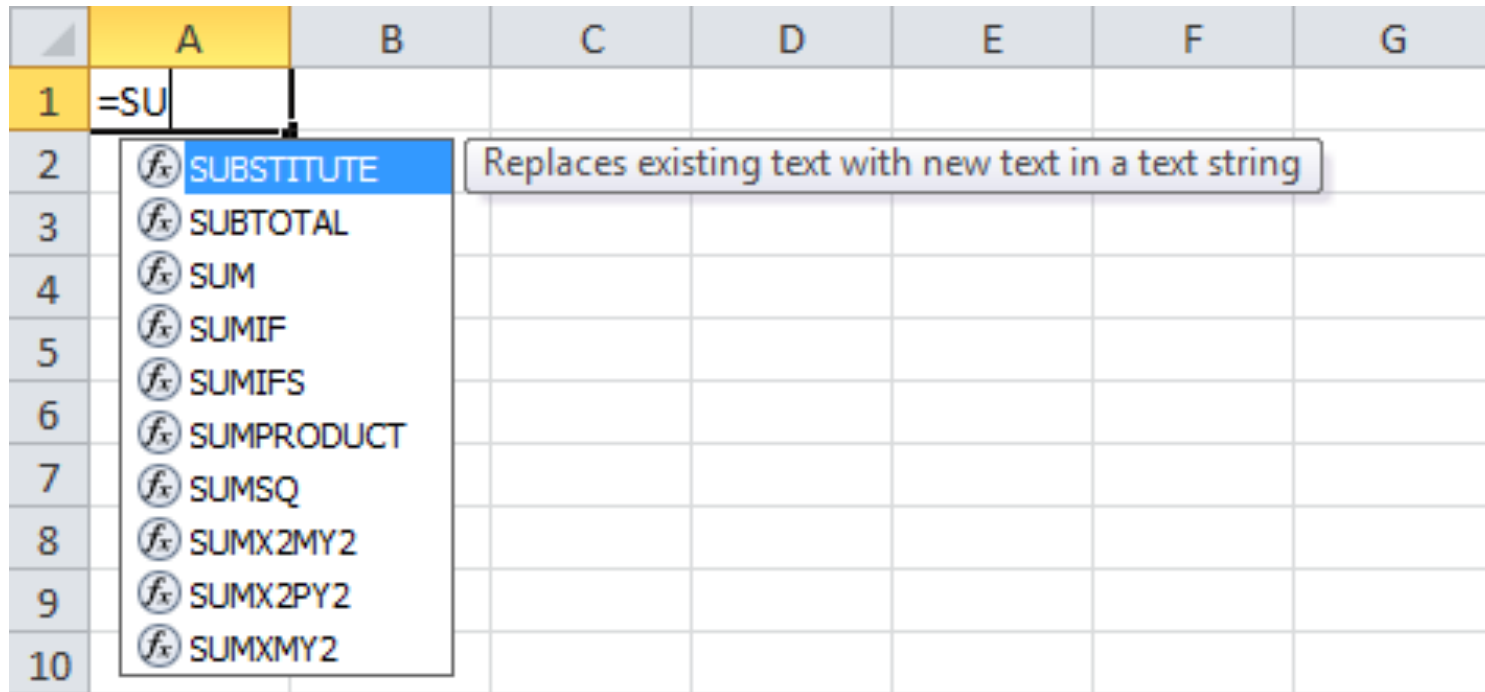 A B C D E F G
1 =SU
2 SUBSTITUTE Replaces existing text with new text in a text string
3 SUBTOTAL
4 SUM
SUMIF
5 SUMIFS
6 SUMPRODUCT
7 SUMSQ
8 SUMX2MY2
9 SUMX2PY2
10 SUMXMY2